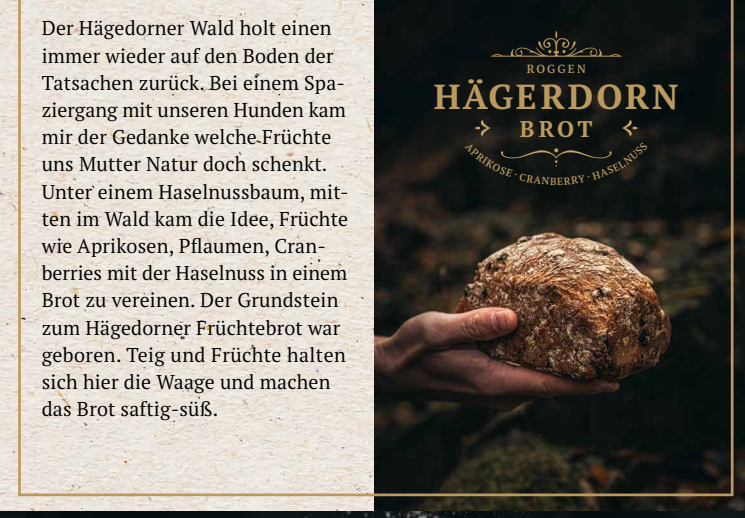 Der Hägedorner Wald holt einen
immer wieder auf den Boden der
Tatsachen zurück. Bei einem Spa-
ziergang mit unseren Hunden kam
mir der Gedanke welche Früchte
uns Mutter Natur doch schenkt.
Unter einem Haselnussbaum, mit-
ten im Wald kam die Idee, Früchte
wie Aprikosen, Pflaumen, Cran-
berries mit der Haselnuss in einem
Brot zu vereinen. Der Grundstein
zum Hägedorner Früchtebrot war
geboren. Teig und Früchte halten
sich hier die Waage und machen
das Brot saftig-süß.
ROGGEN
HÄGERDORN
BROT
APRIKOSE · CRANBERRY · HASELNUSS